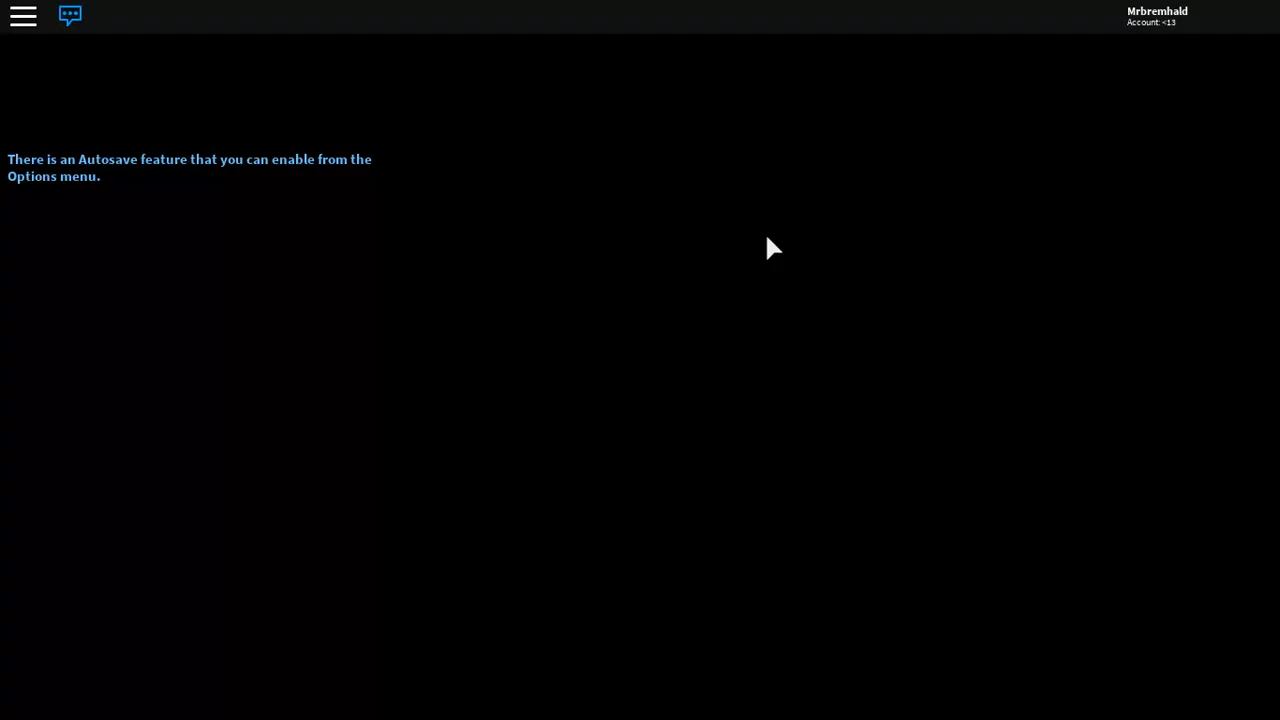 Mrbremhald
Account: <13
There is an Autosave feature that you can enable from the
Options menu.